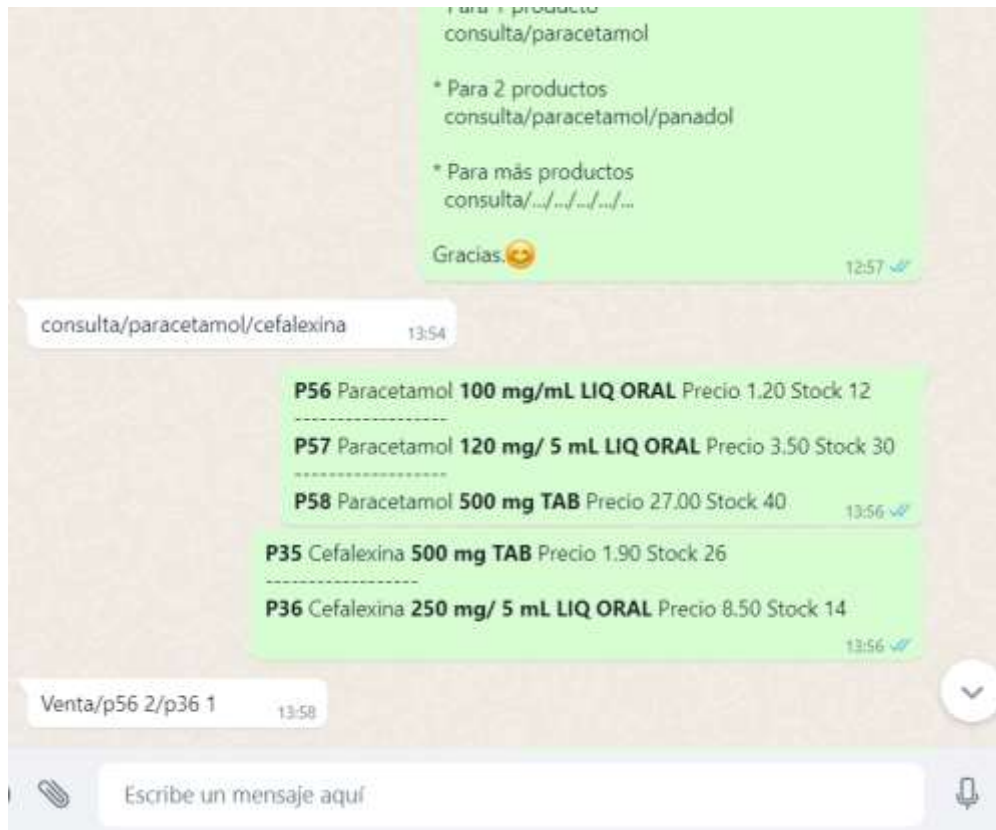 Para 1 producto
consulta/paracetamol
* Para 2 productos
consulta/paracetamol/panadol
* Para más productos
consulta/.../.../.../.../...
Gracias.😊
12:57
consulta/paracetamol/cefalexina
13:54
P56 Paracetamol 100 mg/mL LIQ ORAL Precio 1.20 Stock 12
------------------
P57 Paracetamol 120 mg/ 5 mL LIQ ORAL Precio 3.50 Stock 30
------------------
P58 Paracetamol 500 mg TAB Precio 27.00 Stock 40
13:56
P35 Cefalexina 500 mg TAB Precio 1.90 Stock 26
------------------
P36 Cefalexina 250 mg/ 5 mL LIQ ORAL Precio 8.50 Stock 14
13:56
Venta/p56 2/p36 1
13:58
Escribe un mensaje aquí